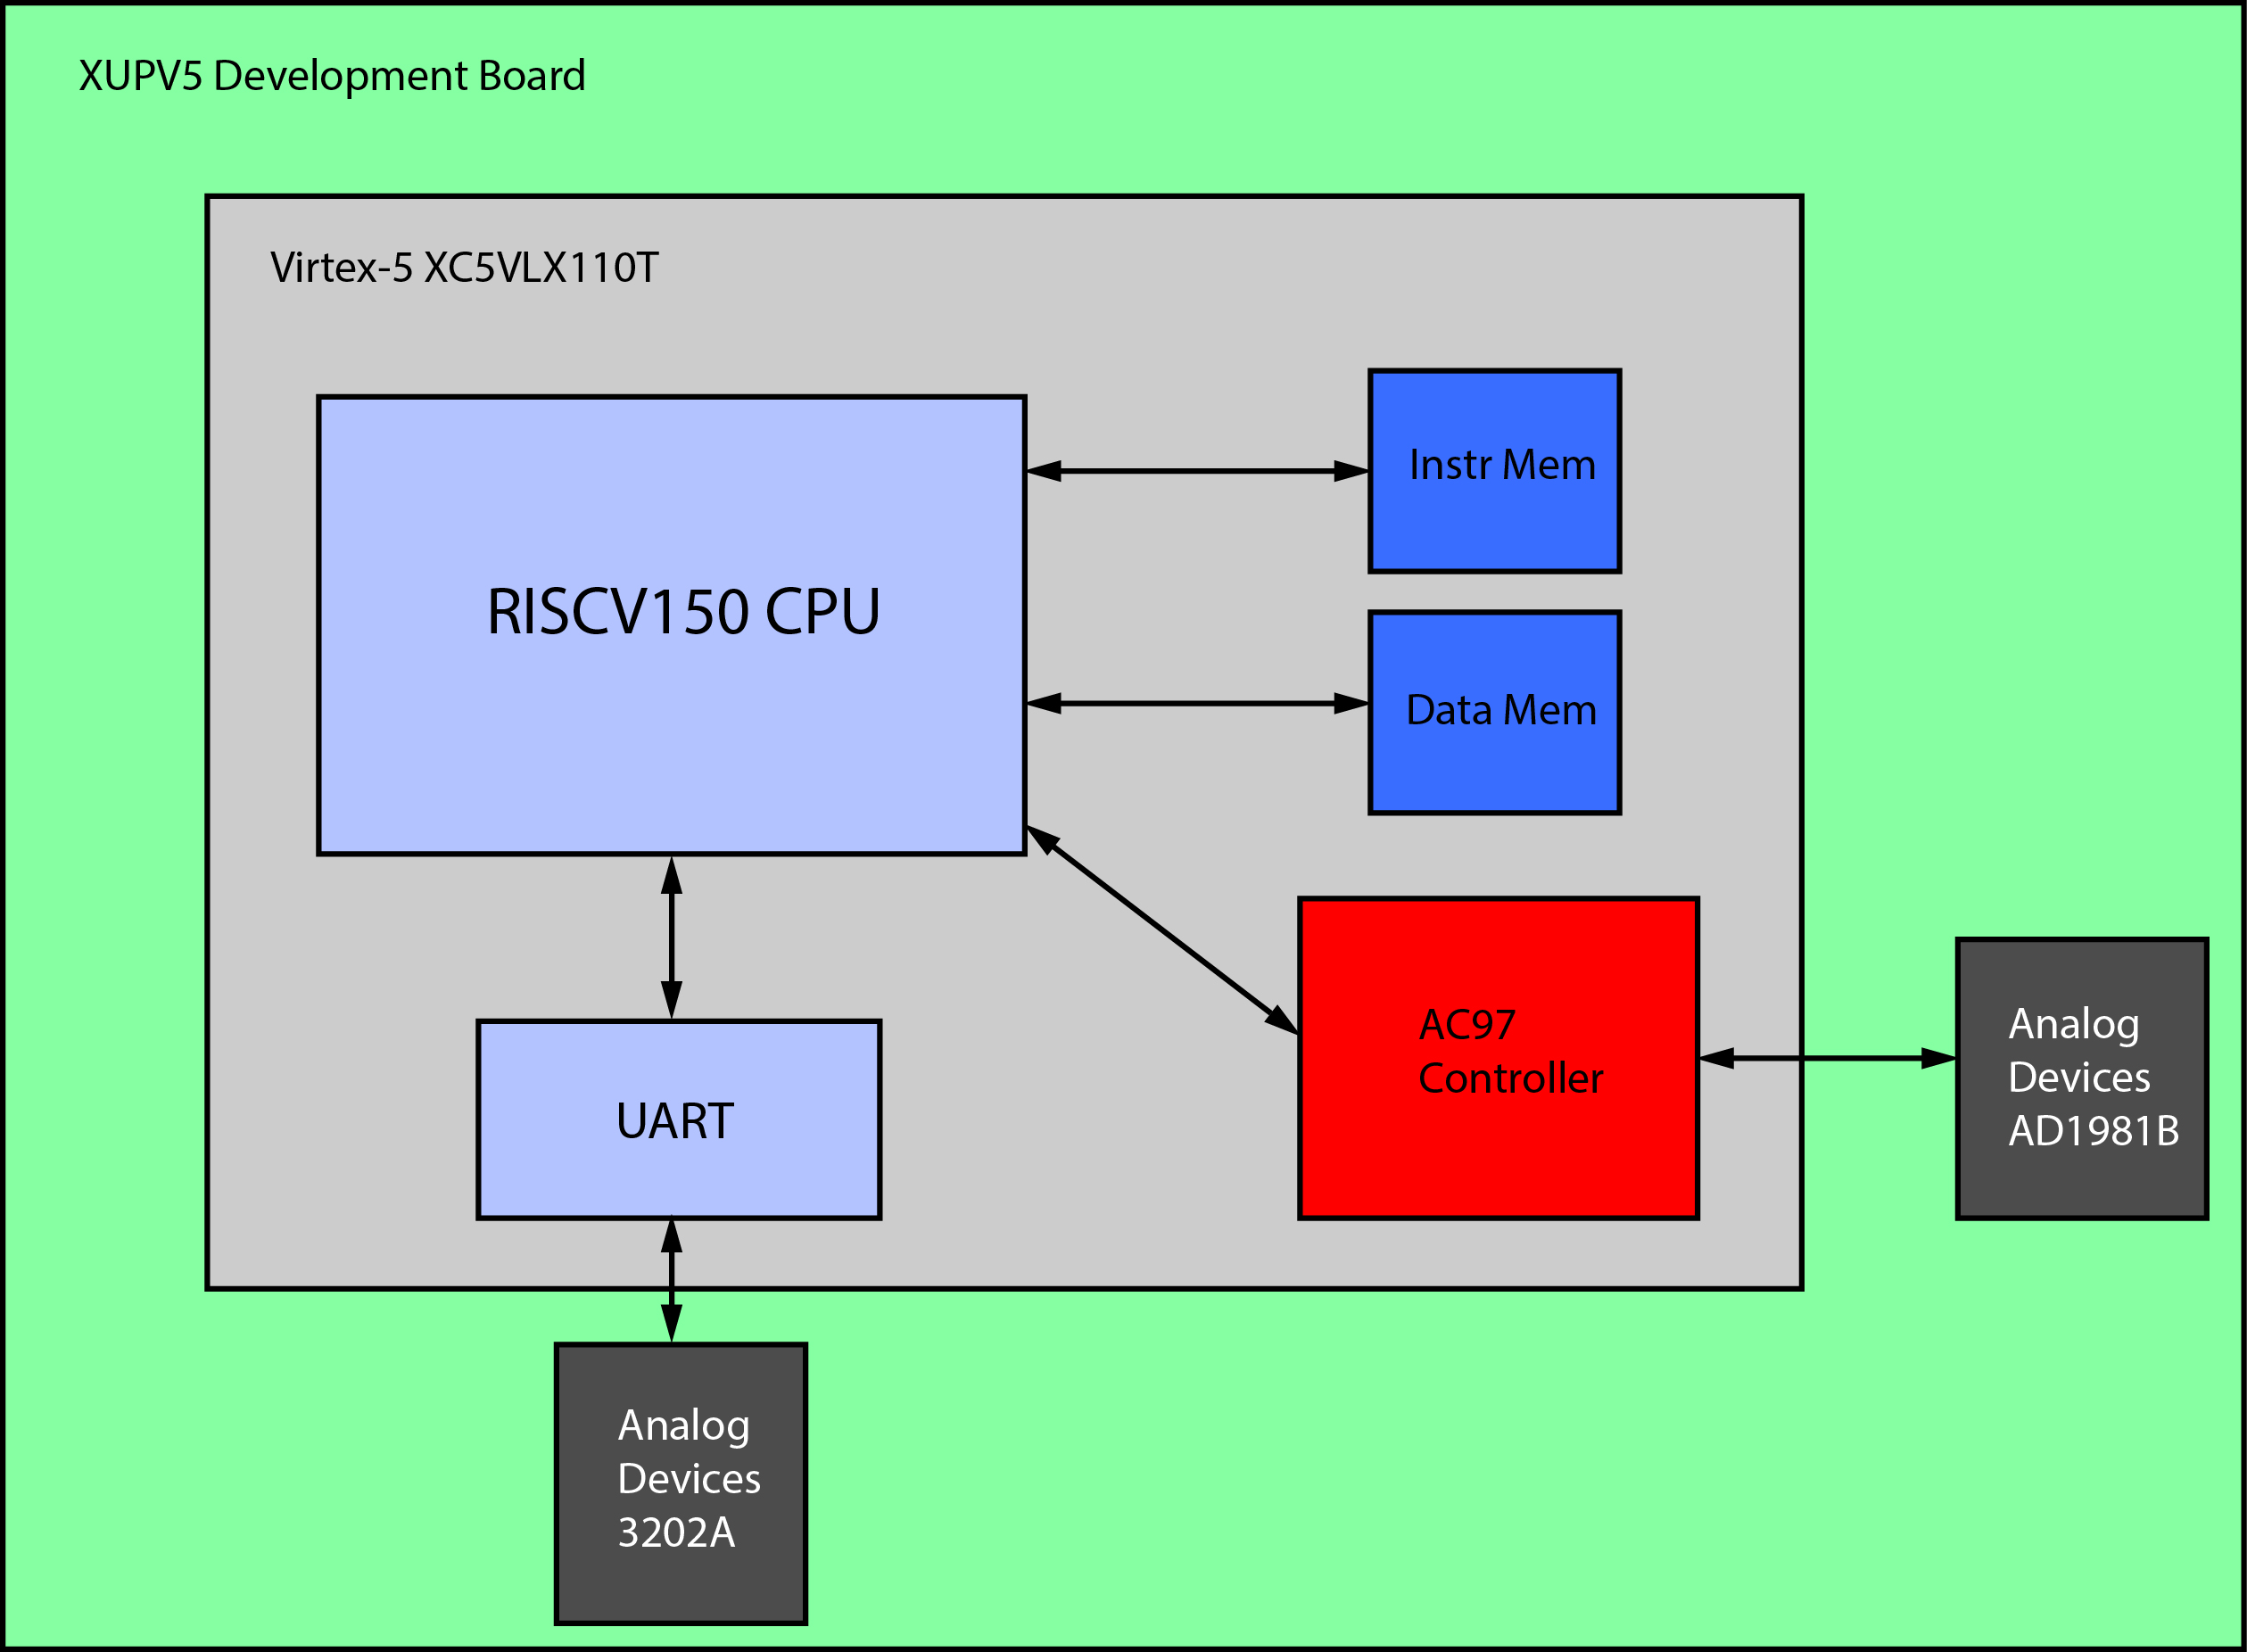 XUPV5 Development Board
Virtex-5 XC5VLX110T
Instr Mem
RISCV150 CPU
Data Mem
AC97
Controller
Analog
Devices
AD1981B
UART
Analog
Devices
3202A